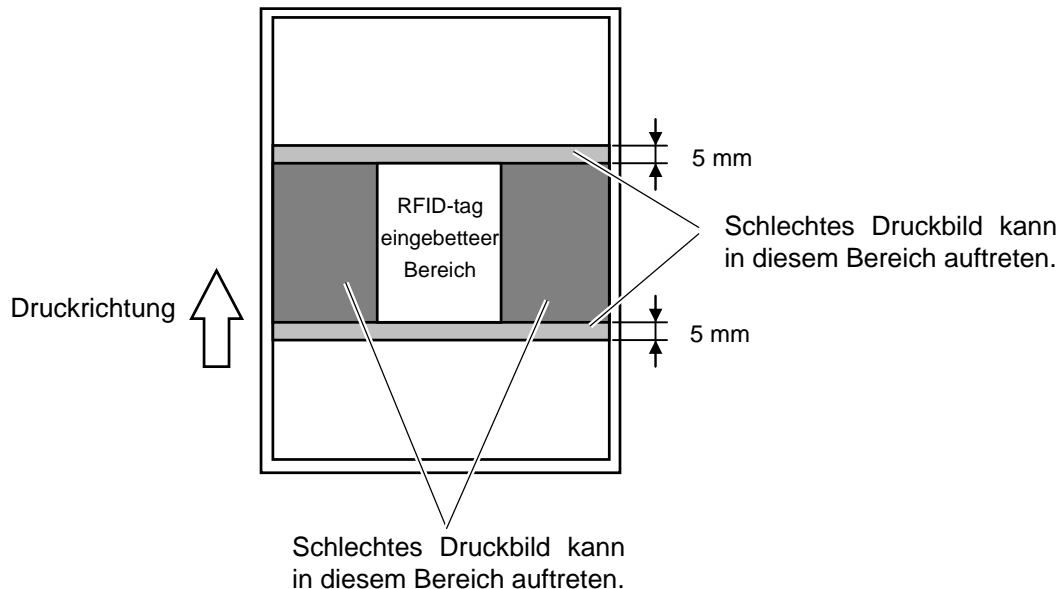 5 mm
RFID-tag
eingebetteer
Bereich
Schlechtes Druckbild kann
in diesem Bereich auftreten.
Druckrichtung
5 mm
Schlechtes Druckbild kann
in diesem Bereich auftreten.